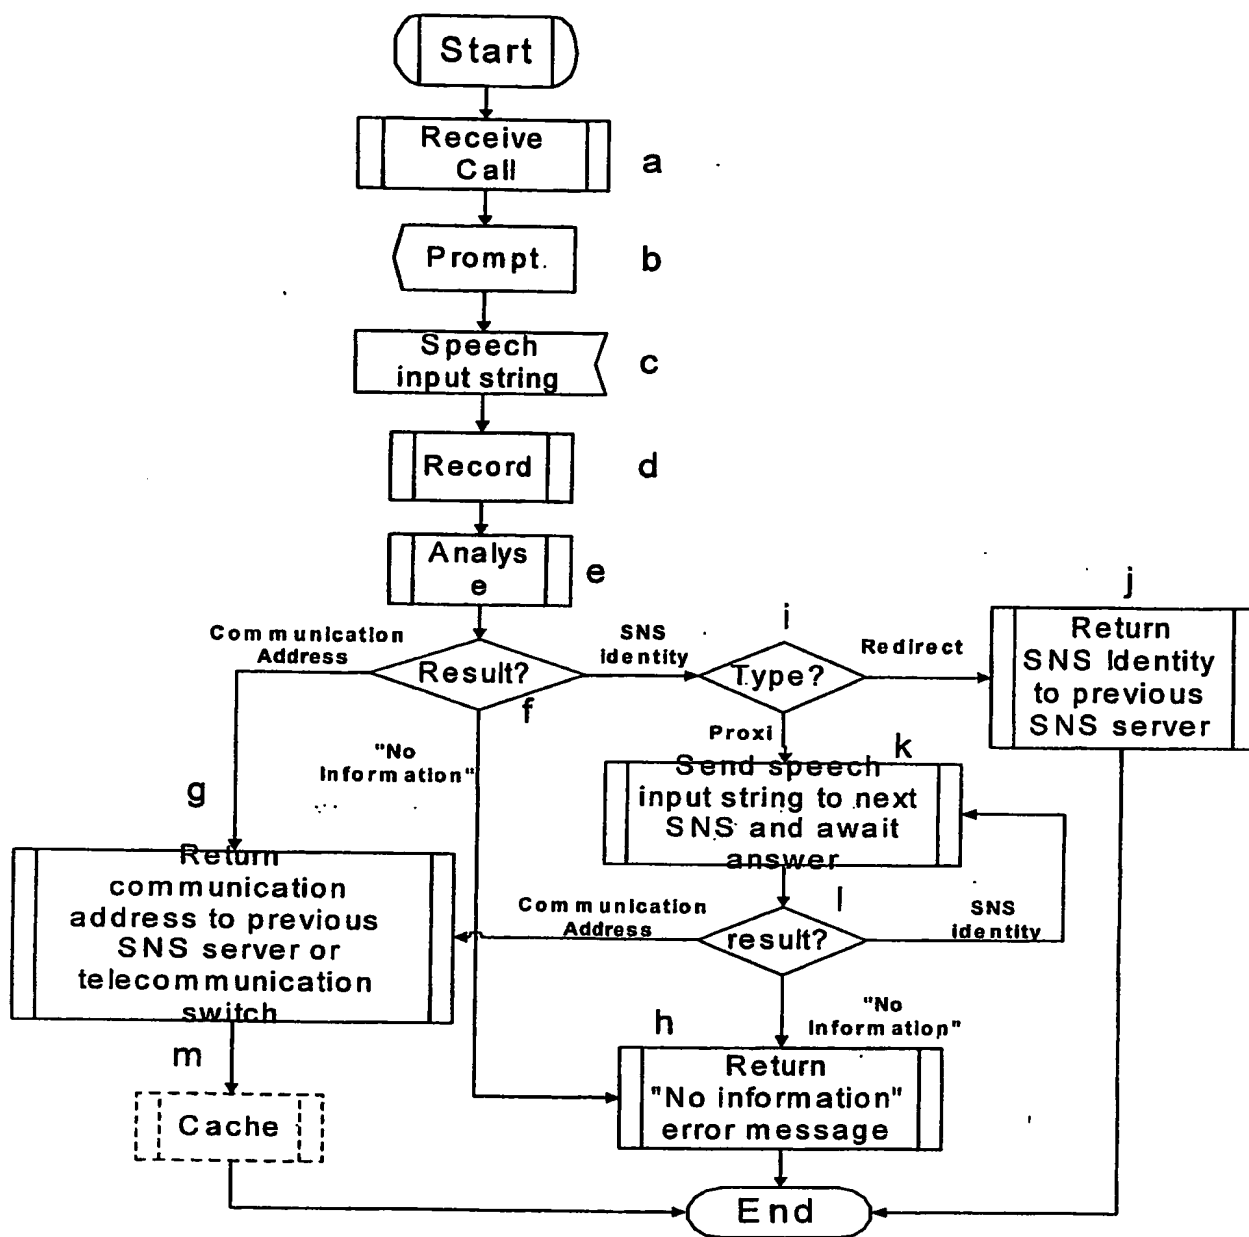 Start
Receive
Call
a
Prompt.
b
Speech
input string
c
Record
d
Analys
e
e
Communication
Address
Result?
f
SNS
identity
i
Type?
Redirect
j
Return
SNS Identity
to previous
SNS server
"No
Information"
Proxi
k
Send speech
input string to next
SNS and await
answer
g
Return
communication
address to previous
SNS server or
telecommunication
switch
Communication
Address
l
result?
SNS
identity
"No
Information"
h
Return
"No information"
error message
m
Cache
End